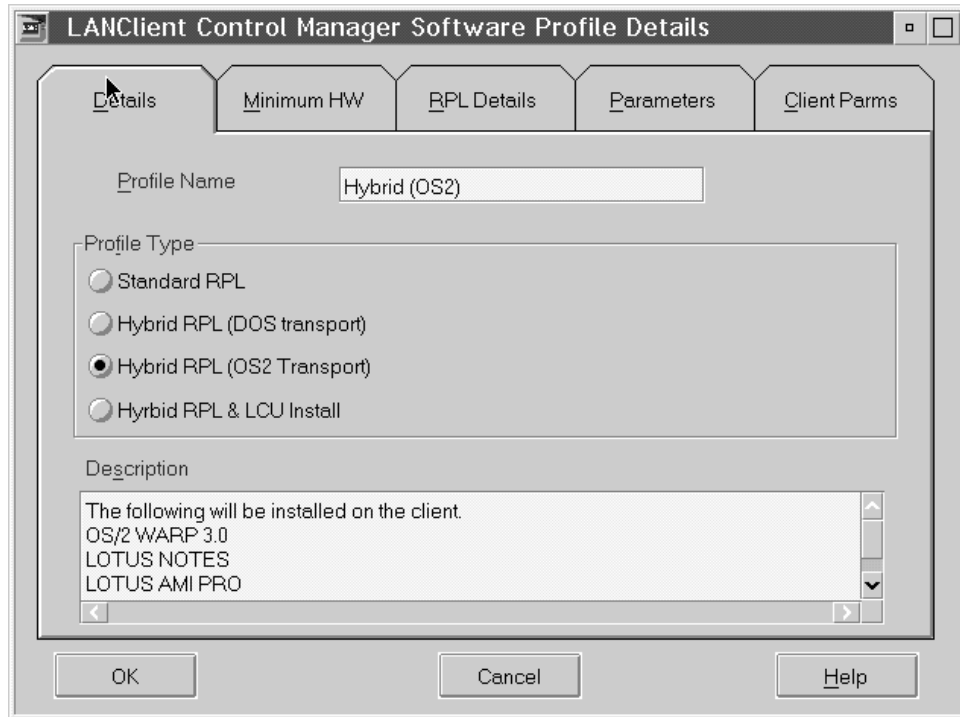 LANClient Control Manager Software Profile Details
Details
Minimum HW
RPL Details
Parameters
Client Parms
Profile Name
Hybrid (OS2)
Profile Type
Standard RPL
Hybrid RPL (DOS transport)
Hybrid RPL (OS2 Transport)
Hyrbid RPL & LCU Install
Description
The following will be installed on the client.
OS/2 WARP 3.0
LOTUS NOTES
LOTUS AMI PRO
OK
Cancel
Help